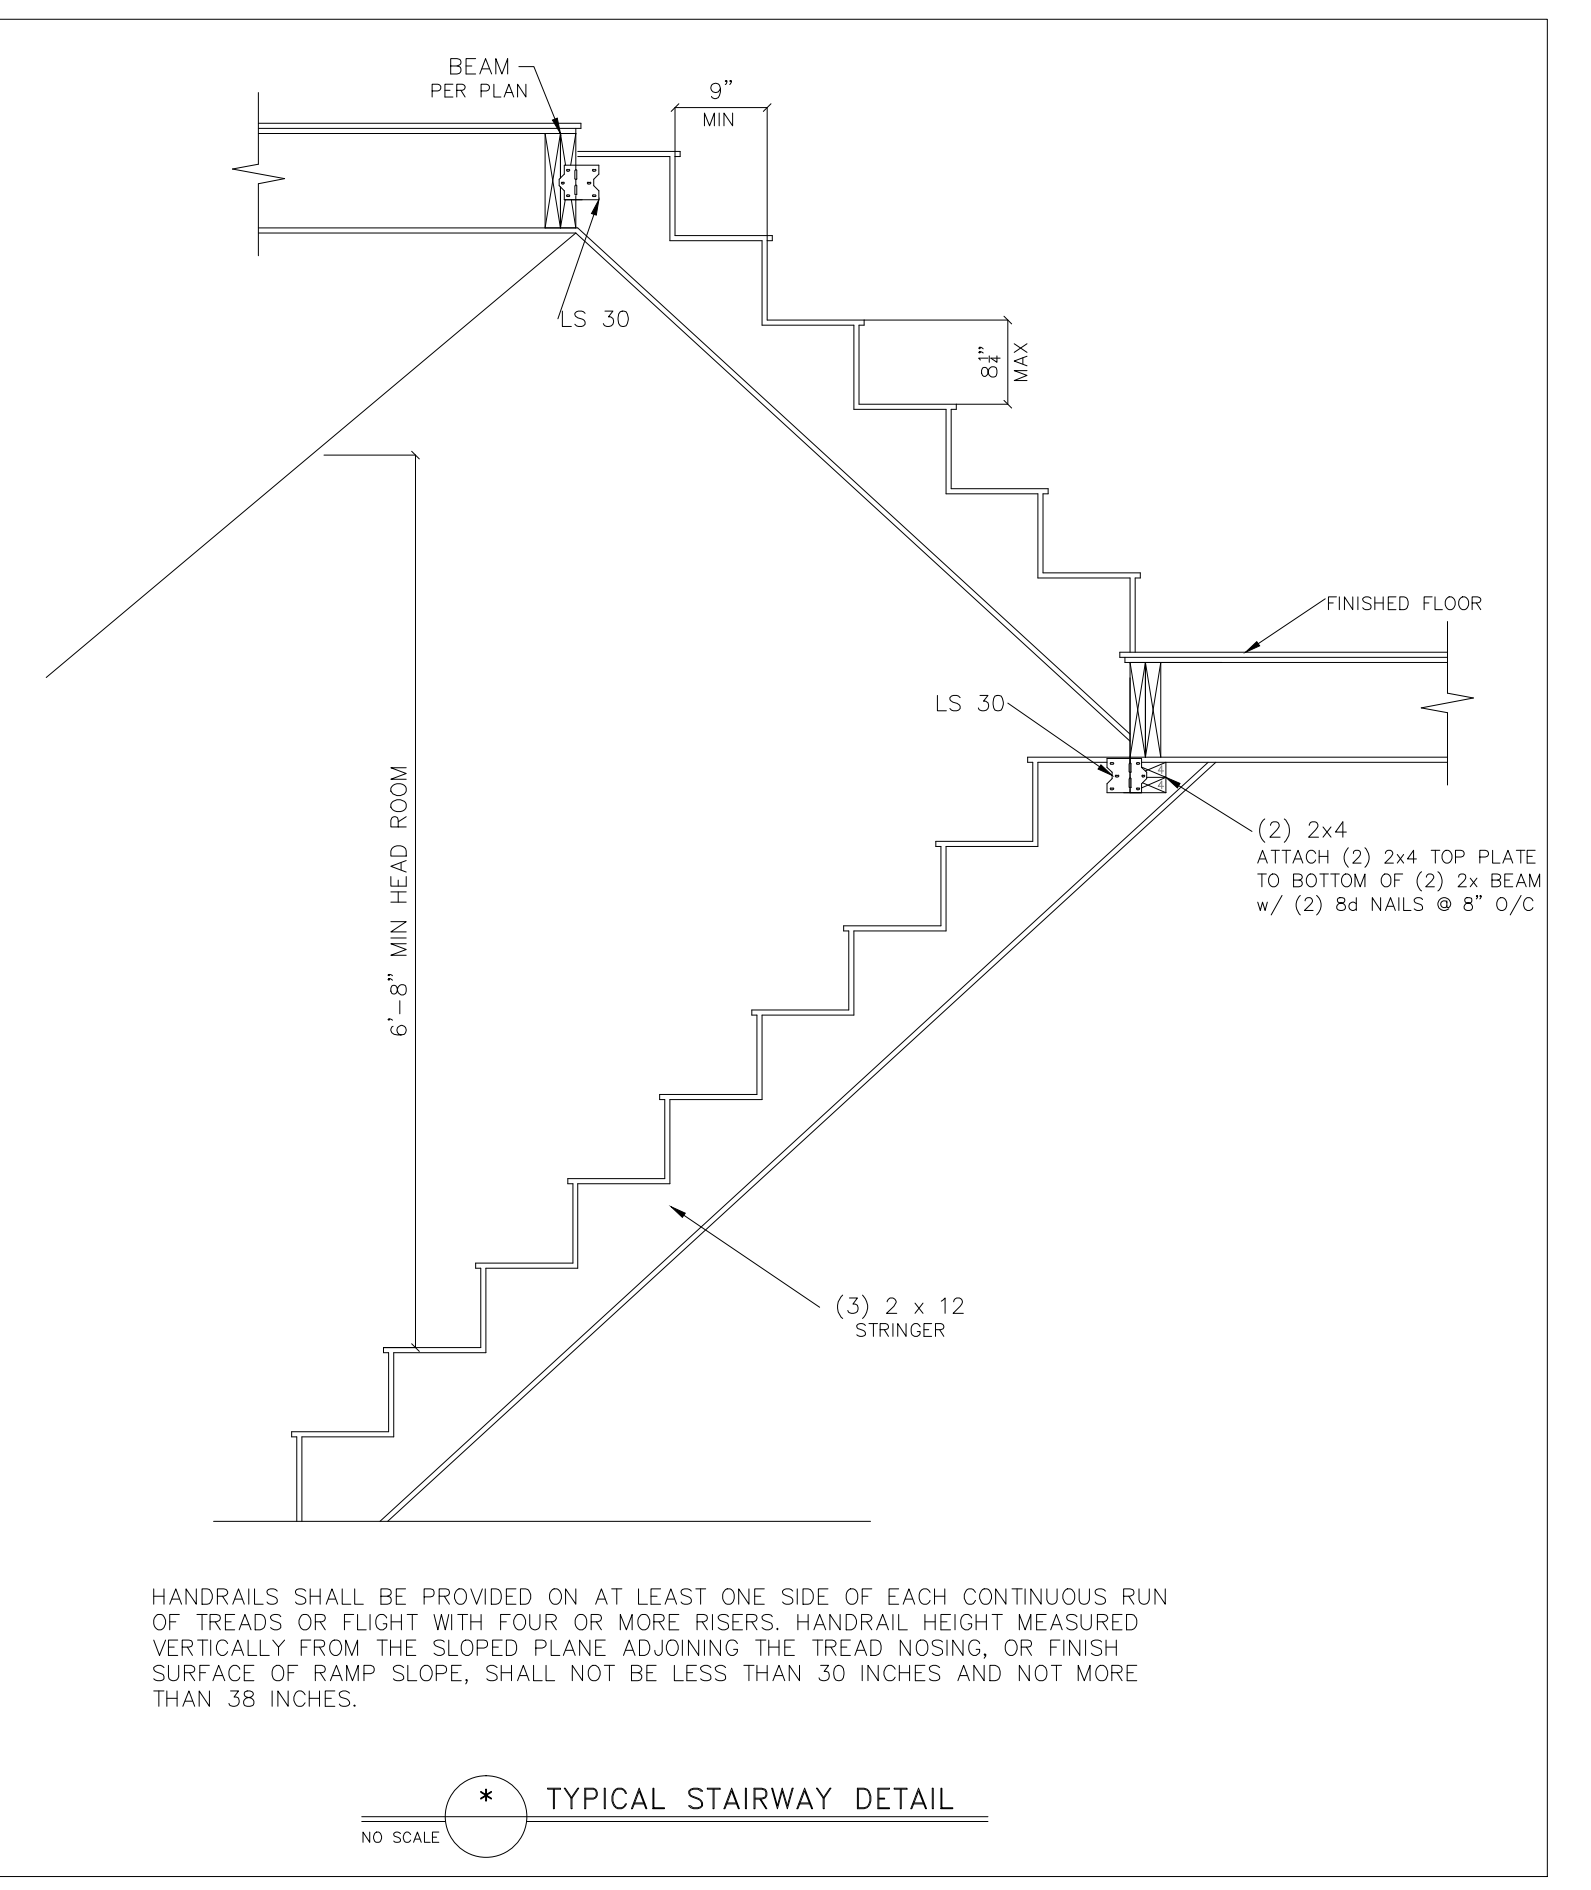 BEAM
PER PLAN
9”
MIN
LS 30
8¼”
MAX
FINISHED FLOOR
LS 30
6’–8” MIN HEAD ROOM
(2) 2x4
ATTACH (2) 2x4 TOP PLATE
TO BOTTOM OF (2) 2x BEAM
w/ (2) 8d NAILS @ 8” O/C
(3) 2 x 12
STRINGER
HANDRAILS SHALL BE PROVIDED ON AT LEAST ONE SIDE OF EACH CONTINUOUS RUN
OF TREADS OR FLIGHT WITH FOUR OR MORE RISERS. HANDRAIL HEIGHT MEASURED
VERTICALLY FROM THE SLOPED PLANE ADJOINING THE TREAD NOSING, OR FINISH
SURFACE OF RAMP SLOPE, SHALL NOT BE LESS THAN 30 INCHES AND NOT MORE
THAN 38 INCHES.
* TYPICAL STAIRWAY DETAIL
NO SCALE